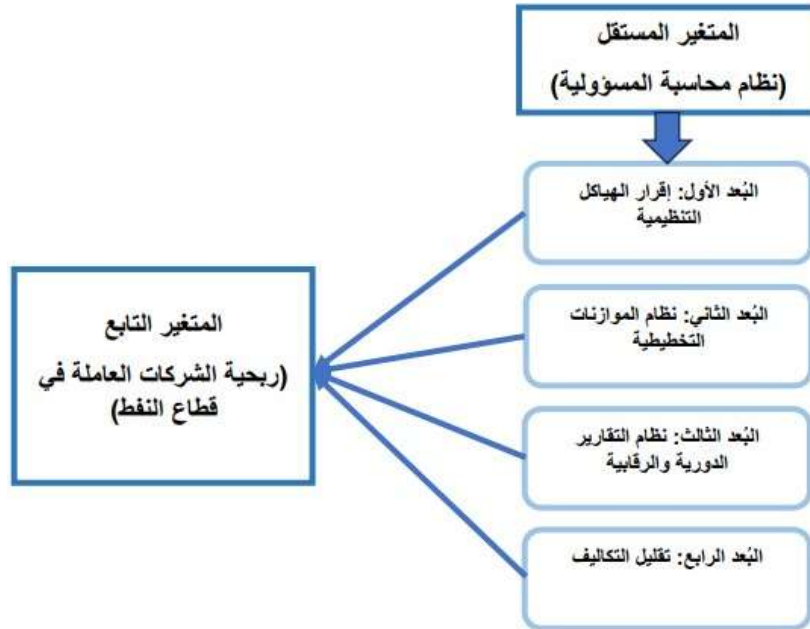 المتغير المستقل
(نظام محاسبة المسؤولية)
البُعد الأول: إقرار الهياكل
التنظيمية
البُعد الثاني: نظام الموازنات
التخطيطية
البُعد الثالث: نظام التقارير
الدورية والرقابية
البُعد الرابع: تقليل التكاليف
المتغير التابع
(ربحية الشركات العاملة في
قطاع النفط)